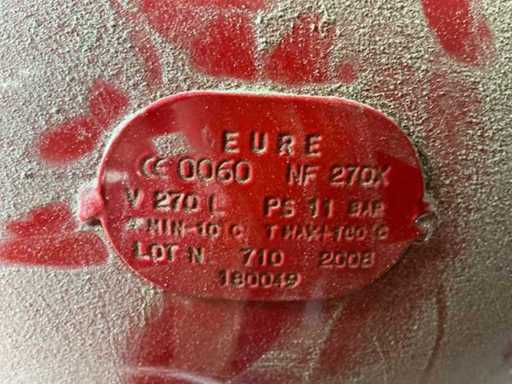 EURE
CE 0060 NF 270X
V 270 L PS 11 BAR
T MIN-10 C T MAX+100°C
LOT N 710 2008
180049